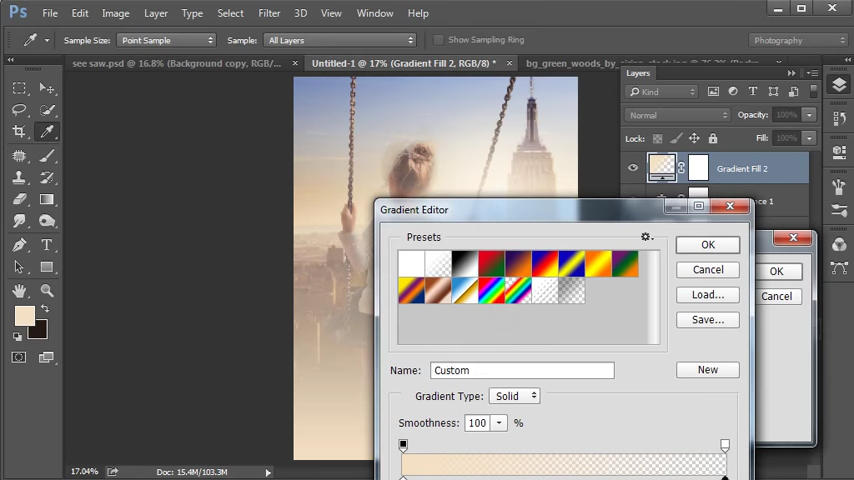 Ps File Edit Image Layer Type Select Filter 3D View Window Help
Sample Size: Point Sample Sample: All Layers Show Sampling Ring Photography
see saw.psd @ 16.8% (Background copy, RGB/... × Untitled-1 @ 17% (Gradient Fill 2, RGB/8) * ×
Layers
Kind
Normal Opacity: 100%
Lock: Fill: 100%
Gradient Fill 2
Gradient Editor
Presets
OK
Cancel
Load...
Save...
OK
Cancel
Name: Custom New
Gradient Type: Solid
Smoothness: 100 %
17.04% Doc: 15.4M/103.3M